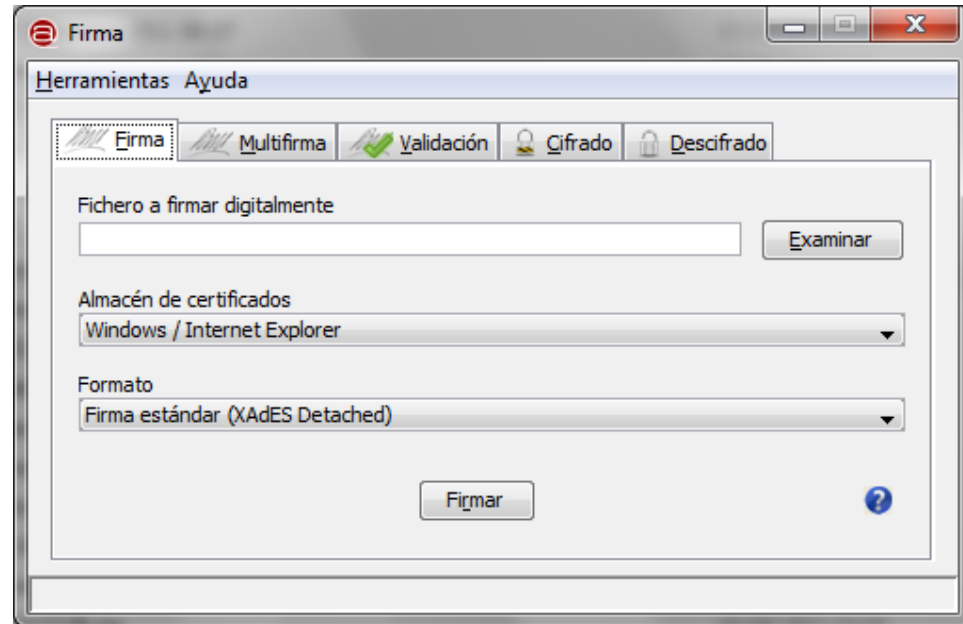 Firma
Herramientas Ayuda
Firma Multifirma Validación Cifrado Descifrado
Fichero a firmar digitalmente
Examinar
Almacén de certificados
Windows / Internet Explorer
Formato
Firma estándar (XAdES Detached)
Firmar